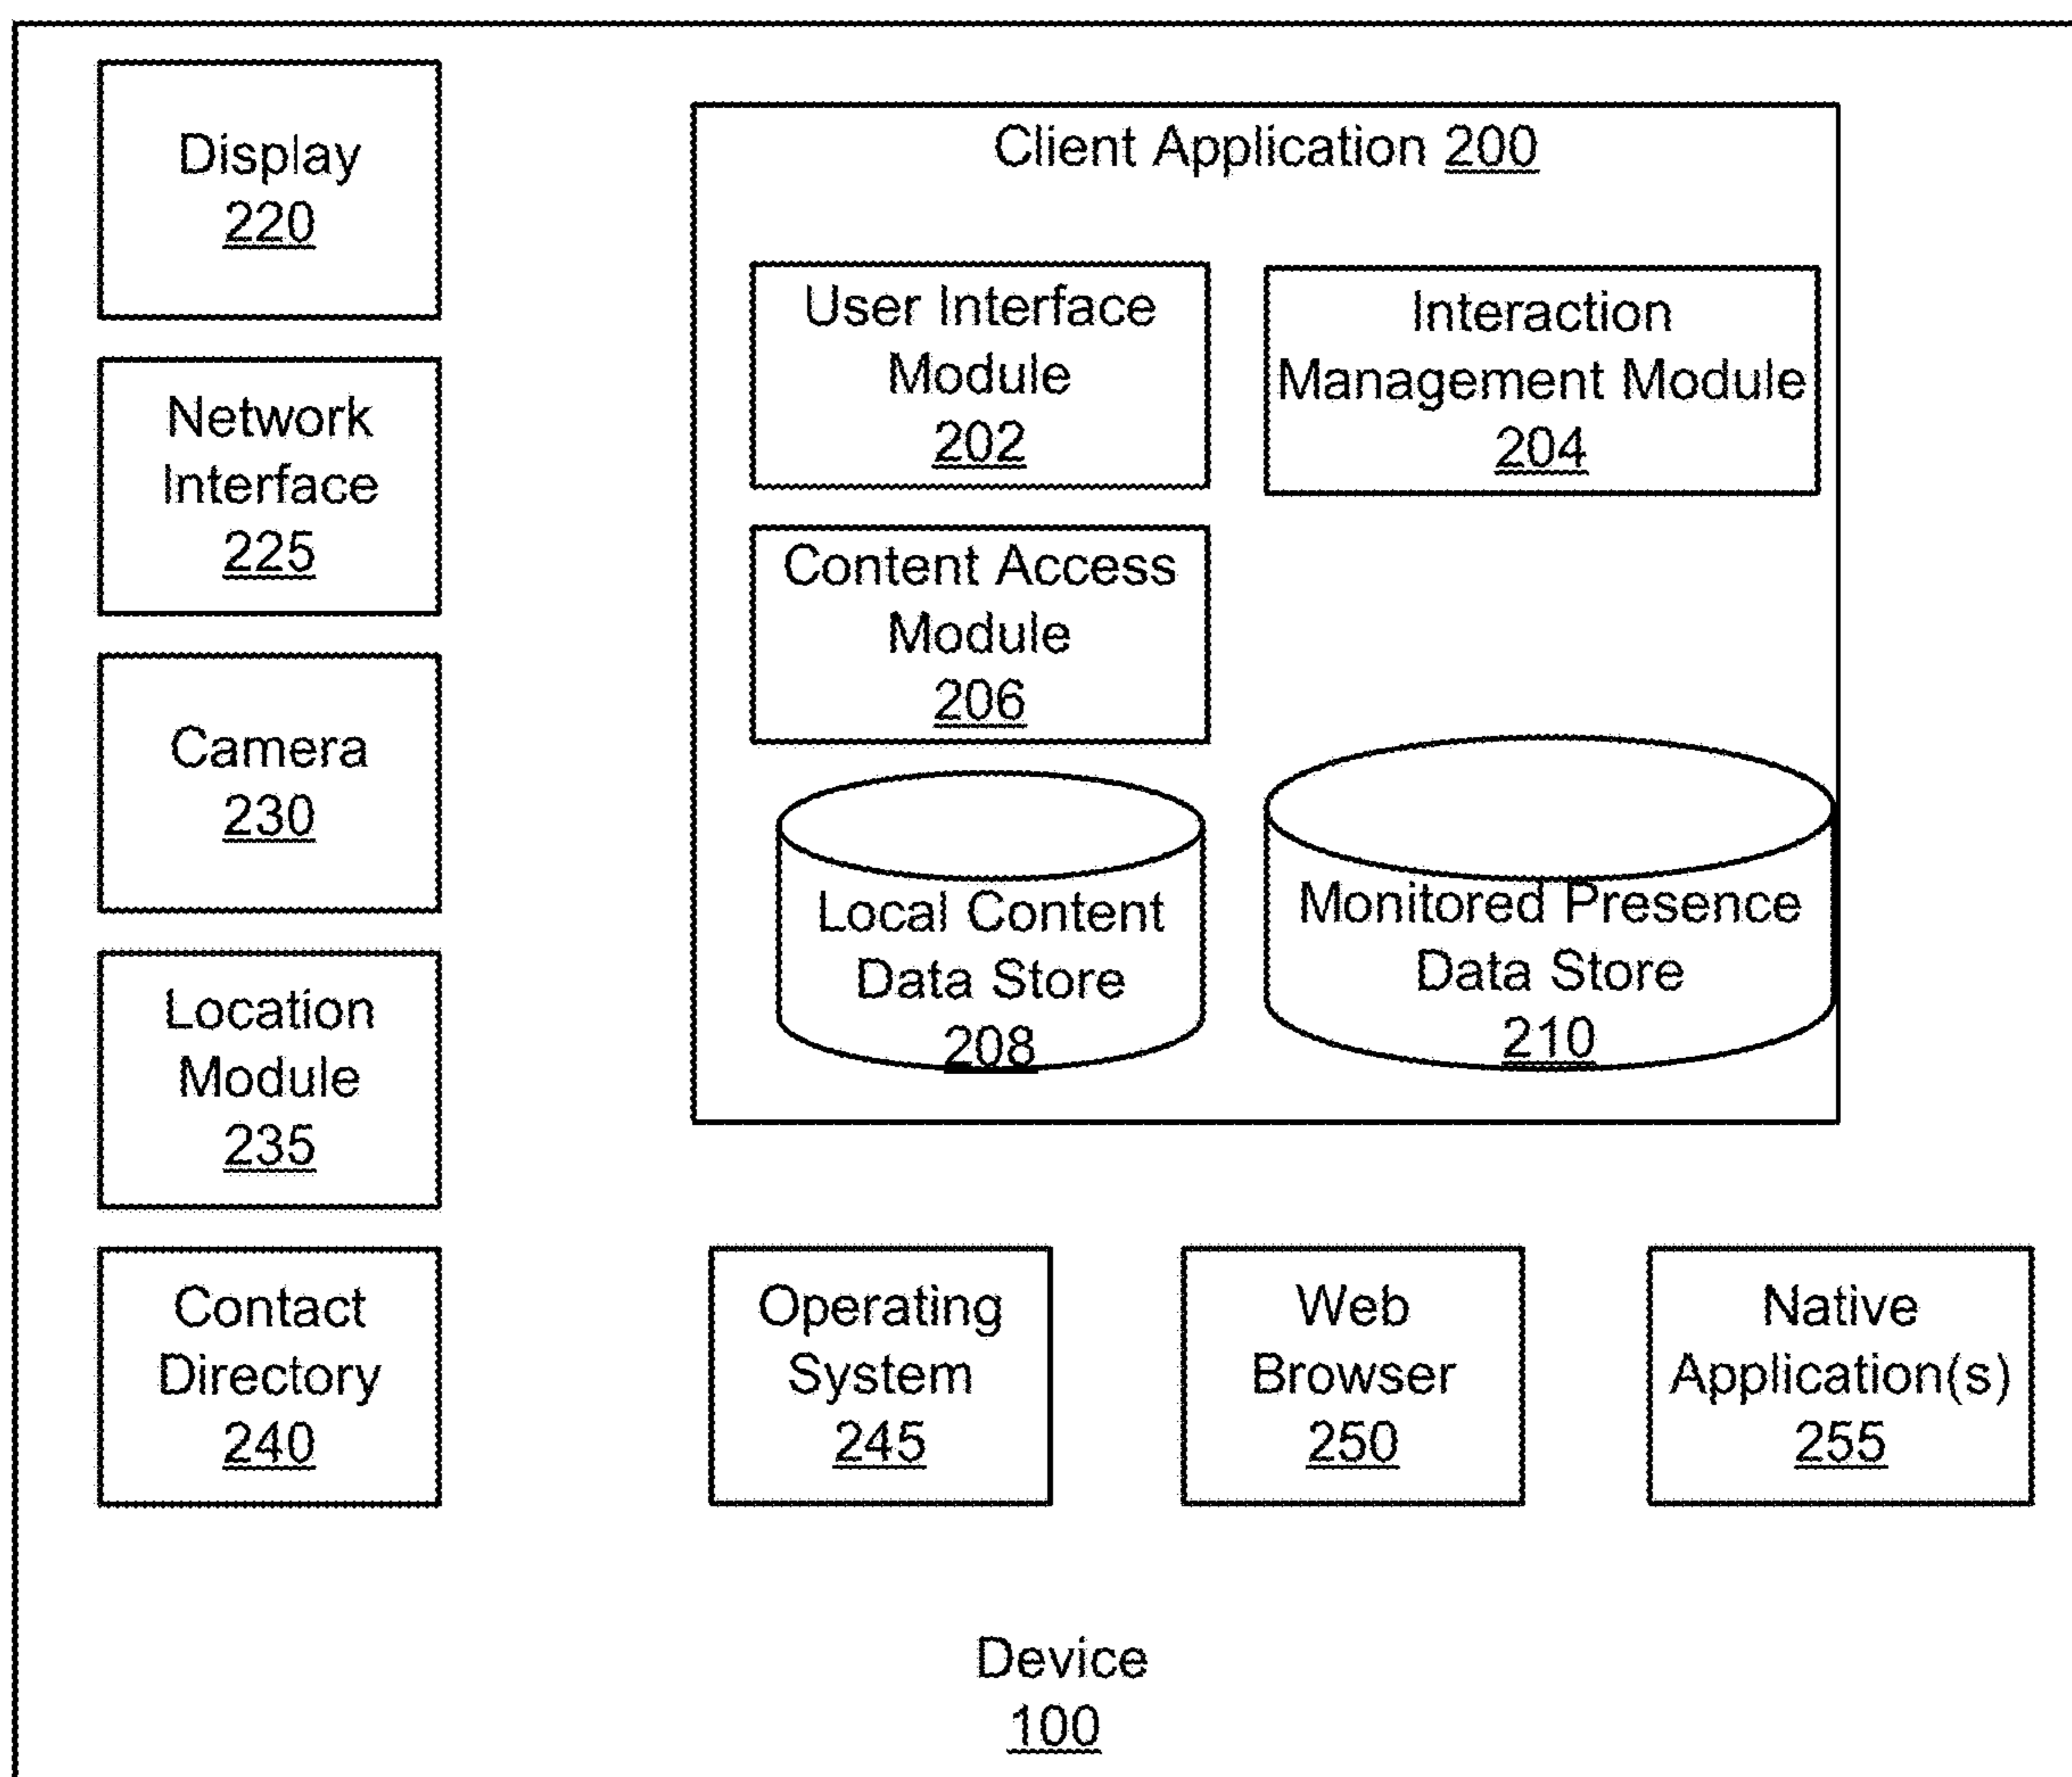 Display
220
Network
Interface
225
Camera
230
Location
Module
235
Contact
Directory
240
Client Application 200
User Interface
Module
202
Interaction
Management Module
204
Content Access
Module
206
Local Content
Data Store
208
Monitored Presence
Data Store
210
Operating
System
245
Web
Browser
250
Native
Application(s)
255
Device
100